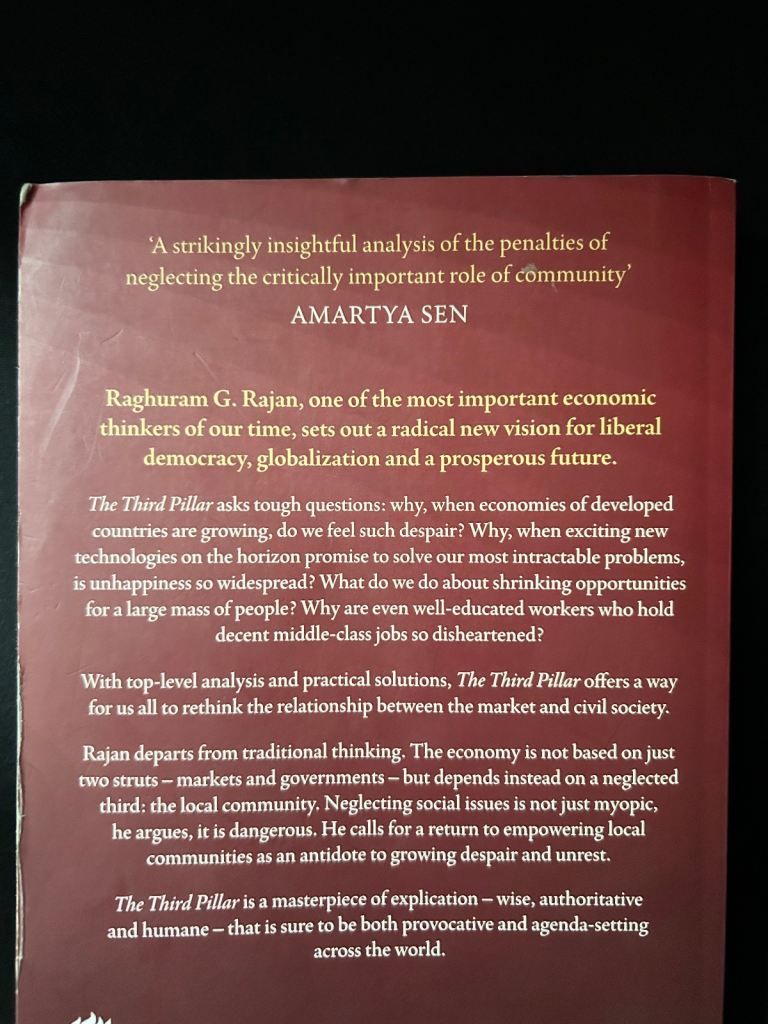 ‘A strikingly insightful analysis of the penalties of
neglecting the critically important role of community’
AMARTYA SEN
Raghuram G. Rajan, one of the most important economic
thinkers of our time, sets out a radical new vision for liberal
democracy, globalization and a prosperous future.
The Third Pillar asks tough questions: why, when economies of developed
countries are growing, do we feel such despair? Why, when exciting new
technologies on the horizon promise to solve our most intractable problems,
is unhappiness so widespread? What do we do about shrinking opportunities
for a large mass of people? Why are even well-educated workers who hold
decent middle-class jobs so disheartened?
With top-level analysis and practical solutions, The Third Pillar offers a way
for us all to rethink the relationship between the market and civil society.
Rajan departs from traditional thinking. The economy is not based on just
two struts – markets and governments – but depends instead on a neglected
third: the local community. Neglecting social issues is not just myopic,
he argues, it is dangerous. He calls for a return to empowering local
communities as an antidote to growing despair and unrest.
The Third Pillar is a masterpiece of explication – wise, authoritative
and humane – that is sure to be both provocative and agenda-setting
across the world.